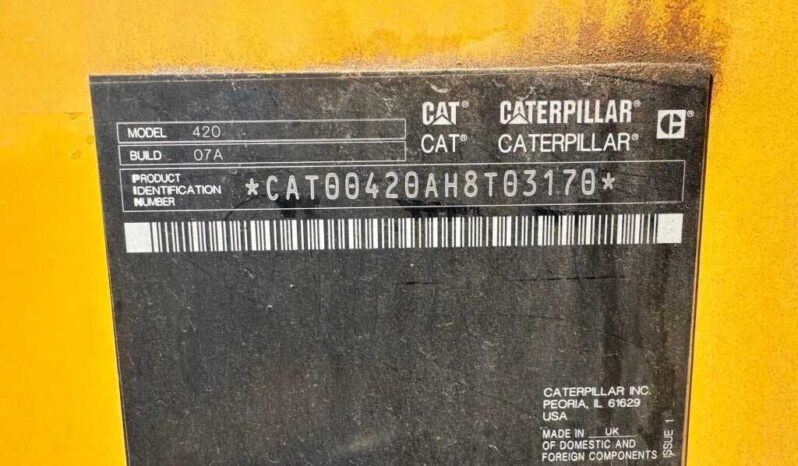 CAT® CATERPILLAR® C®
CAT® CATERPILLAR®
MODEL 420
BUILD 07A
PRODUCT
IDENTIFICATION
NUMBER
*CAT00420AH8T03170*
CATERPILLAR INC.
PEORIA, IL 61629
USA
MADE IN UK
OF DOMESTIC AND
FOREIGN COMPONENTS
ISSUE 1